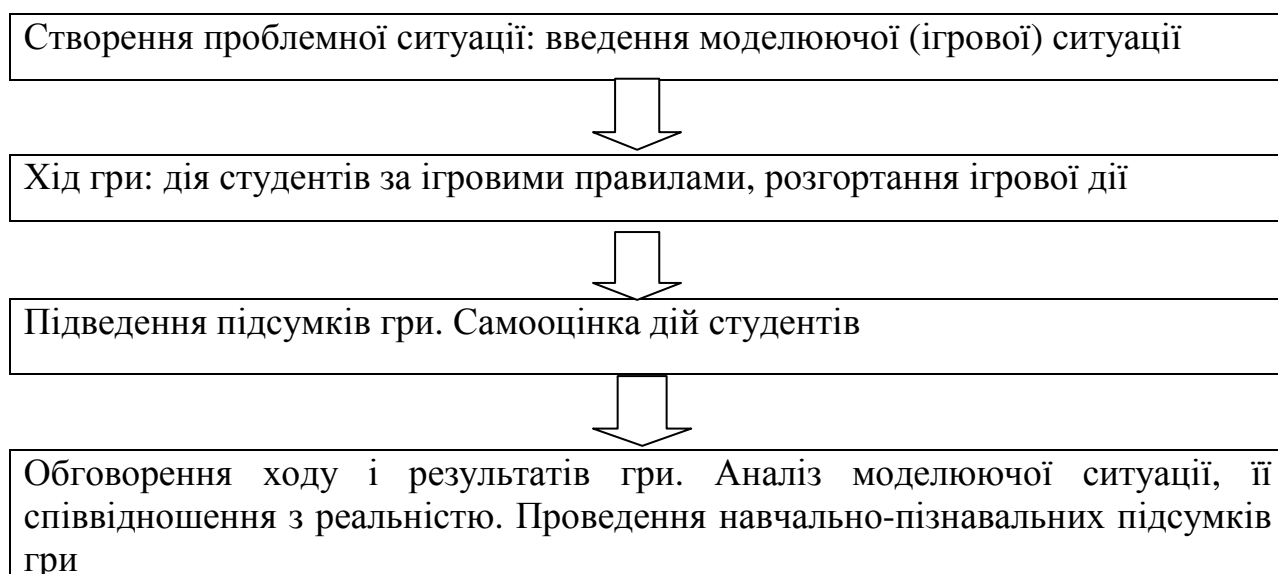 Створення проблемної ситуації: введення моделюючої (ігрової) ситуації
Хід гри: дія студентів за ігровими правилами, розгортання ігрової дії
Підведення підсумків гри. Самооцінка дій студентів
Обговорення ходу і результатів гри. Аналіз моделюючої ситуації, її
співвідношення з реальністю. Проведення навчально-пізнавальних підсумків
гри